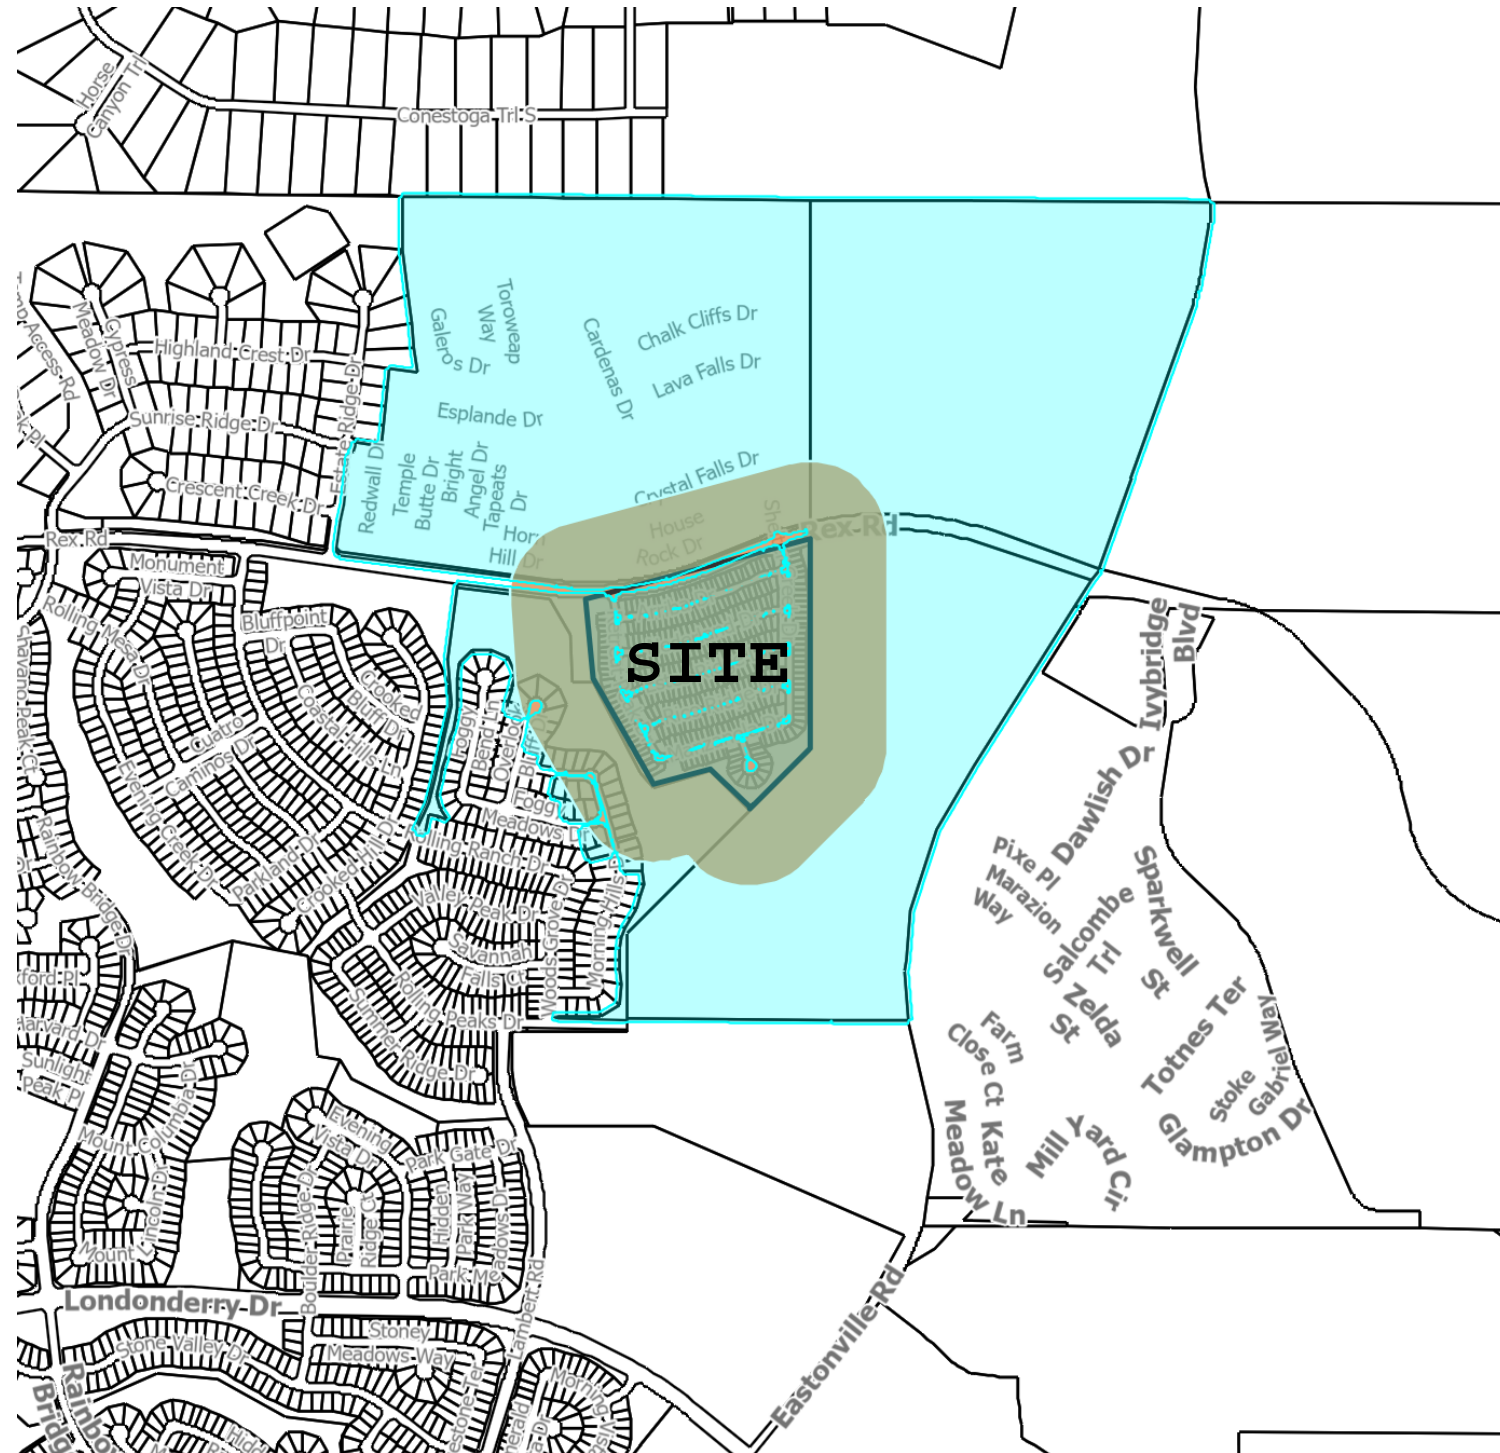 Horse
Canyon Trl
Conestoga Trl S
Toroweap
Way
Galeros Dr
Cardenas Dr
Chalk Cliffs Dr
Lava Falls Dr
Meadow Dr
Cypress
Highland Crest Dr
Access Rd
Estate Ridge Dr
Esplande Dr
Sunrise Ridge Dr
Redwall Dr
Temple
Butte Dr
Bright
Angel Dr
Tapeats
Dr
Crystal Falls Dr
Crescent Creek Dr
House
Rock Dr
Rex Rd
Rex Rd
Hill Dr
Monument
Vista Dr
Rolling Mesa Dr
Bluffpoint
Dr
Shavano Peak Ct
Crooked
Bluff Dr
SITE
Ivybridge
Blvd
Coastal Hills Ln
Cuatro
Caminos Dr
Foggy
Bend Ln
Overlook
Evening Creek Dr
Foggy
Meadows Dr
Dawlish Dr
Rainbow Bridge Dr
Parkland Dr
Crooked Hill Dr
Rolling Ranch Dr
Pixe Pl
Marazion
Way
Sparkwell
St
Salcombe
Trl
Valley Peak Dr
Woods Grove Dr
Morning Hills
Savannah
Falls Ct
Rolling Peaks Dr
S Zelda
St
Harvard Dr
Sunlight
Peak Pl
Summer Ridge Dr
Farm
Close Ct
Totnes Ter
Gabriel Way
Stoke
Gabriel
Glampton Dr
Mount Columbia Dr
Evening
Vista Dr
Park Gate Dr
Kate
Meadow Ln
Mill Yard Cir
Boulder Ridge Dr
Prairie
Ridge Ct
Hidden
Park Way
Meadows Dr
Mount Lincoln Dr
Londonderry Dr
Lambert Rd
Eastonville Rd
Stone Valley Dr
Stoney
Meadows Way